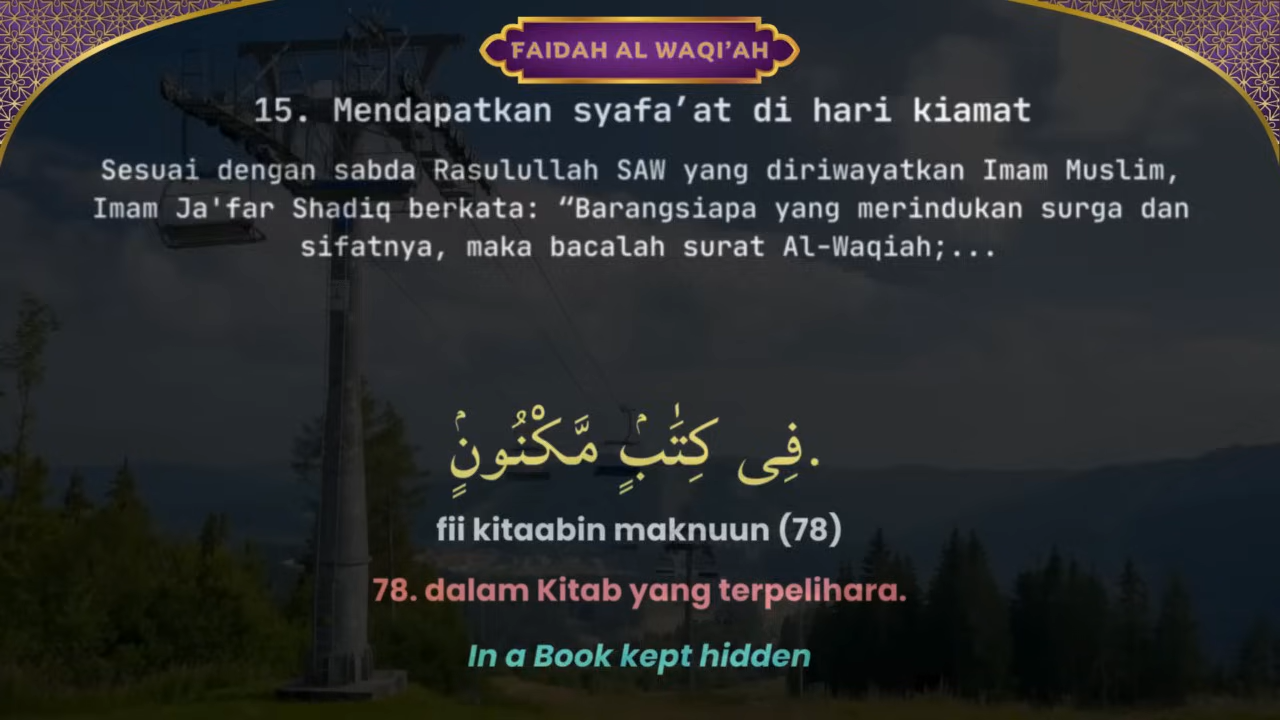 FAIDAH AL WAQI’AH
15. Mendapatkan syafa’at di hari kiamat
Sesuai dengan sabda Rasulullah SAW yang diriwayatkan Imam Muslim,
Imam Ja'far Shadiq berkata: “Barangsiapa yang merindukan surga dan
sifatnya, maka bacalah surat Al-Waqiah;...
فِى كِتَٰبٍۢ مَّكْنُونٍۢ.
fii kitaabin maknuun (78)
78. dalam Kitab yang terpelihara.
In a Book kept hidden